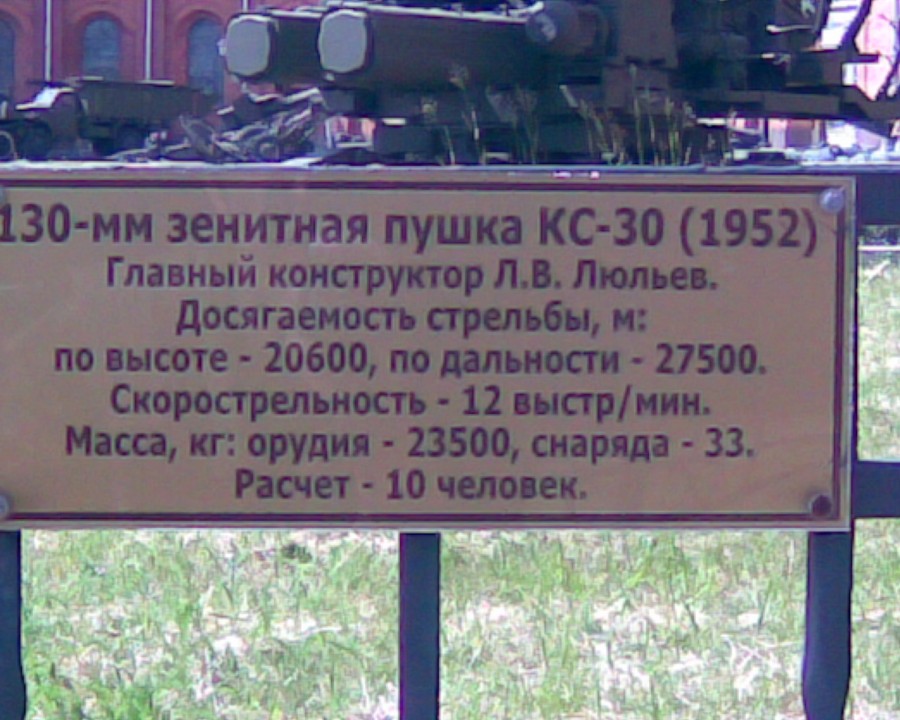 130-мм зенитная пушка КС-30 (1952)
Главный конструктор Л.В. Люльев.
Досягаемость стрельбы, м:
по высоте - 20600, по дальности - 27500.
Скорострельность - 12 выстр/мин.
Масса, кг: орудия - 23500, снаряда - 33.
Расчет - 10 человек.